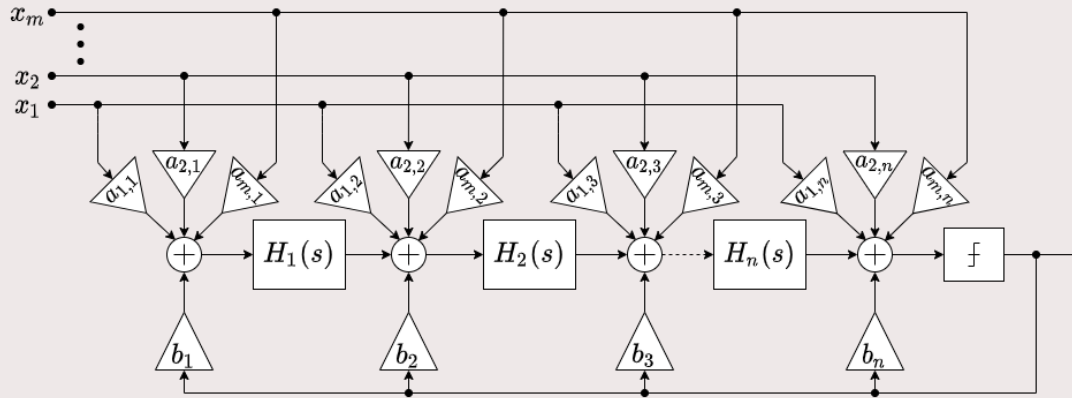 x_m
x_2
x_1
a_{1,1} a_{2,1} a_{m,1} a_{1,2} a_{2,2} a_{m,2} a_{1,3} a_{2,3} a_{m,3} a_{1,n} a_{2,n} a_{m,n}
H_1(s) H_2(s) H_n(s)
b_1 b_2 b_3 b_n